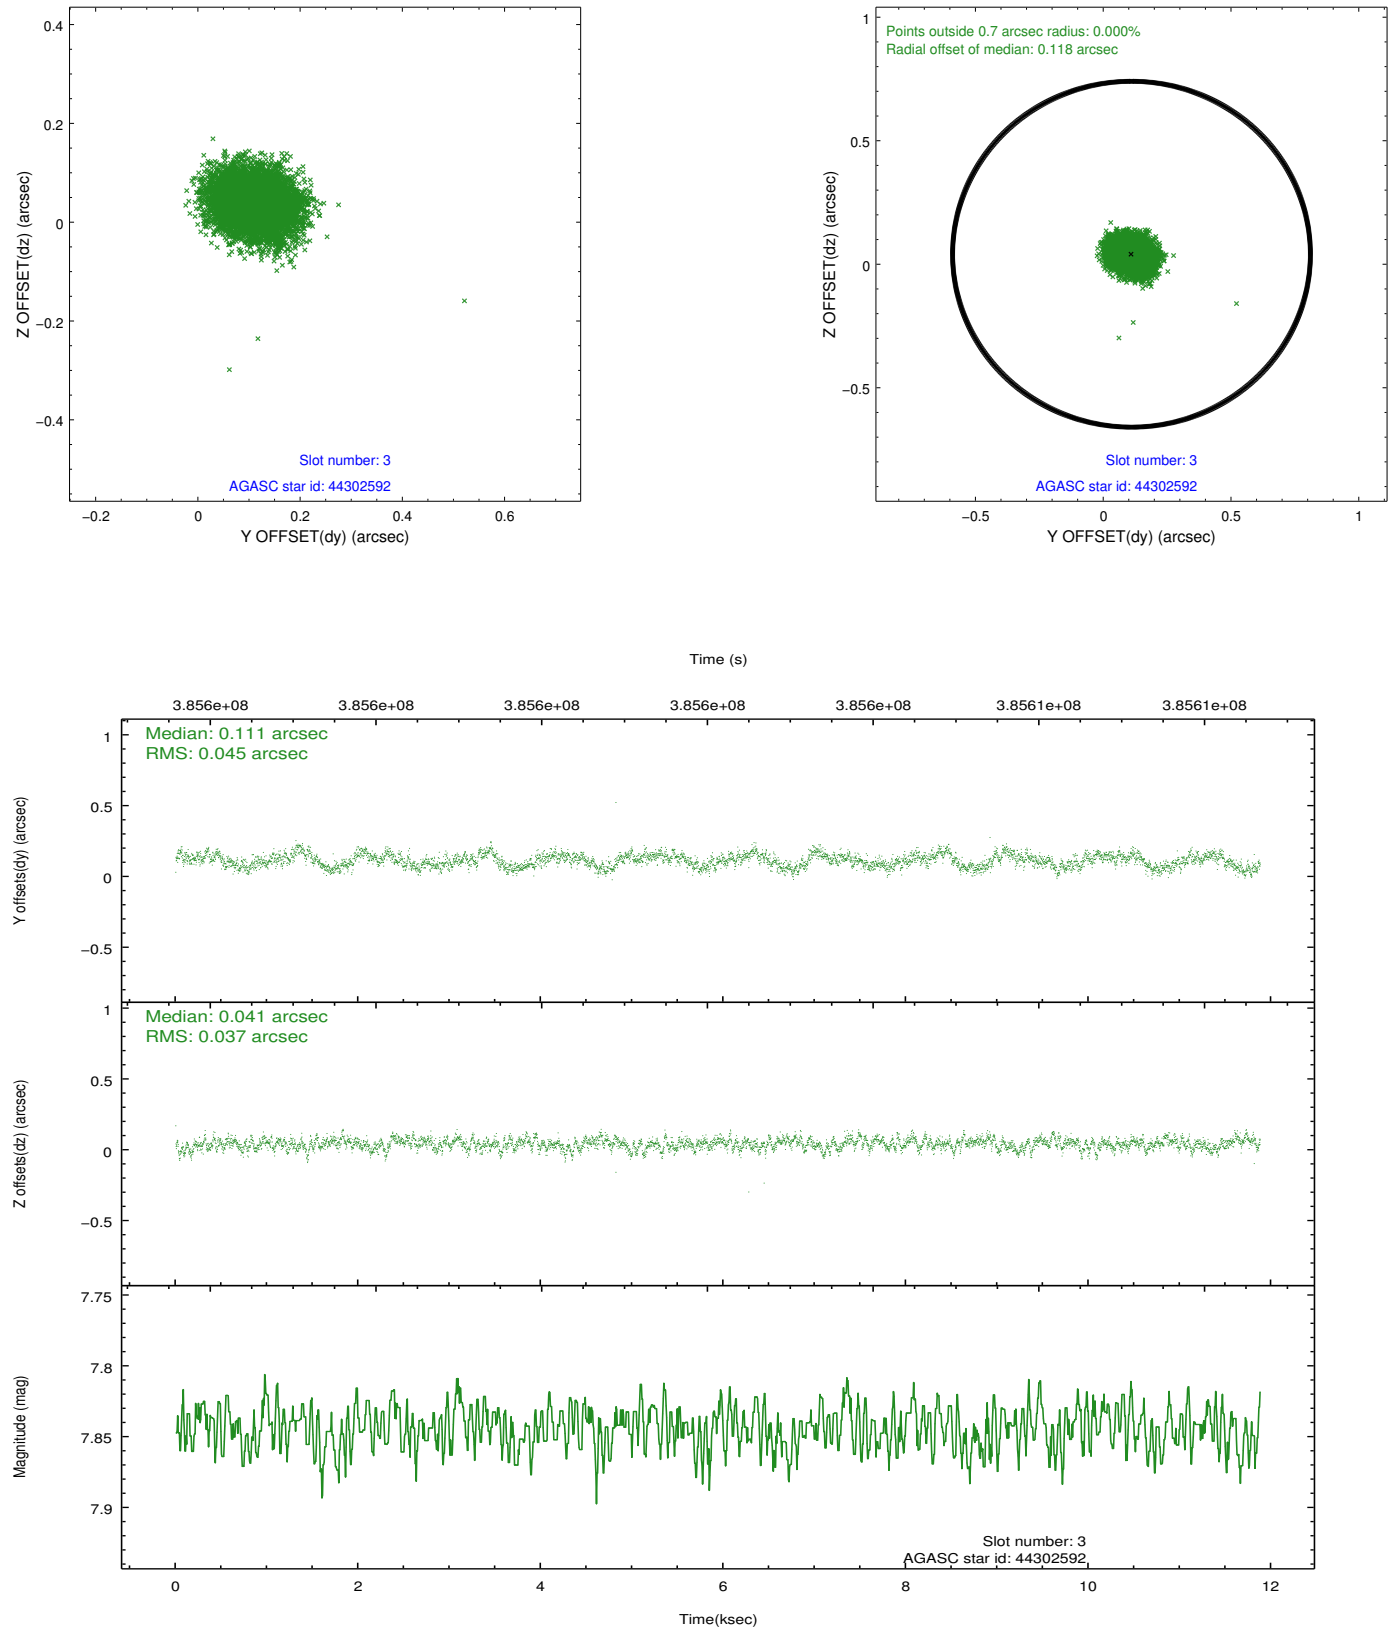 0.4
0.2
0
−0.2
−0.4
Z OFFSET(dz) (arcsec)
Slot number: 3
AGASC star id: 44302592
−0.2
0
0.2
0.4
0.6
Y OFFSET(dy) (arcsec)
Points outside 0.7 arcsec radius: 0.000%
Radial offset of median: 0.118 arcsec
1
0.5
0
−0.5
Z OFFSET(dz) (arcsec)
Slot number: 3
AGASC star id: 44302592
−0.5
0
0.5
1
Y OFFSET(dy) (arcsec)
Time (s)
3.856e+08
3.856e+08
3.856e+08
3.856e+08
3.856e+08
3.8561e+08
3.8561e+08
Median: 0.111 arcsec
RMS: 0.045 arcsec
1
0.5
0
−0.5
Y offsets(dy) (arcsec)
Median: 0.041 arcsec
RMS: 0.037 arcsec
1
0.5
0
−0.5
Z offsets(dz) (arcsec)
7.75
7.8
7.85
7.9
Magnitude (mag)
Slot number: 3
AGASC star id: 44302592
0
2
4
6
8
10
12
Time(ksec)